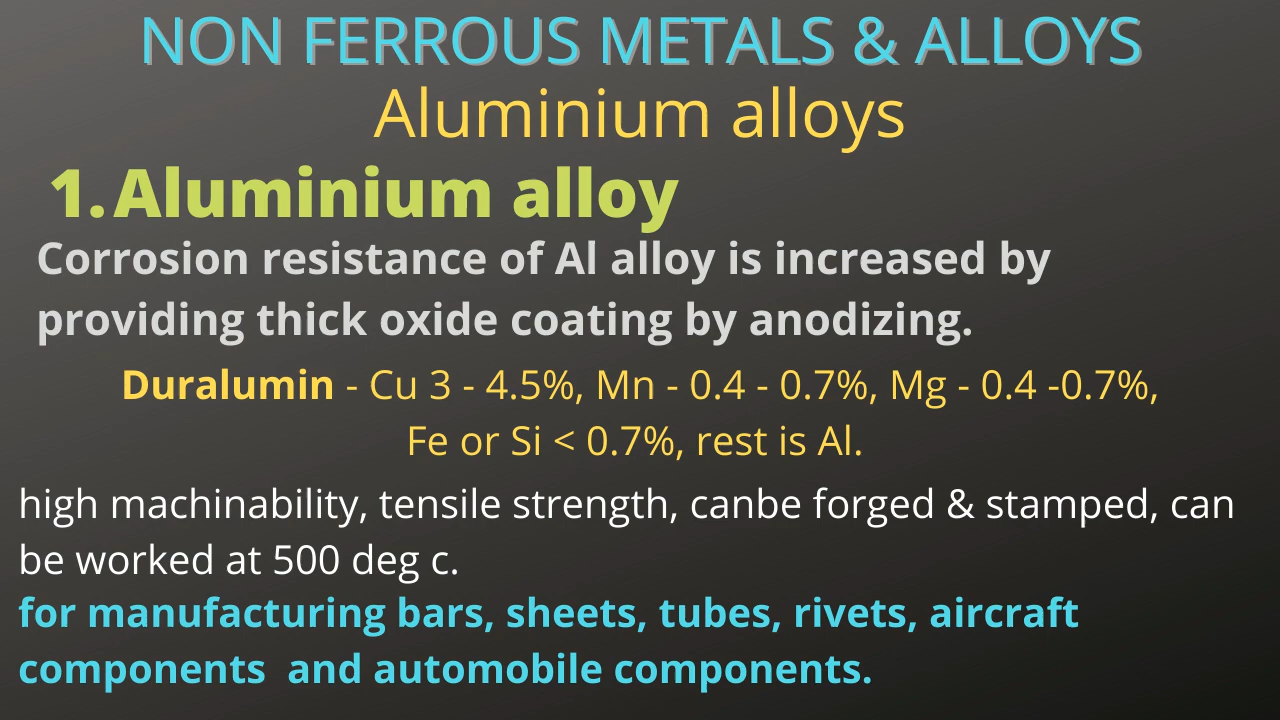 NON FERROUS METALS & ALLOYS
Aluminium alloys
1. Aluminium alloy
Corrosion resistance of Al alloy is increased by
providing thick oxide coating by anodizing.
Duralumin - Cu 3 - 4.5%, Mn - 0.4 - 0.7%, Mg - 0.4 -0.7%,
Fe or Si < 0.7%, rest is Al.
high machinability, tensile strength, canbe forged & stamped, can
be worked at 500 deg c.
for manufacturing bars, sheets, tubes, rivets, aircraft
components  and automobile components.